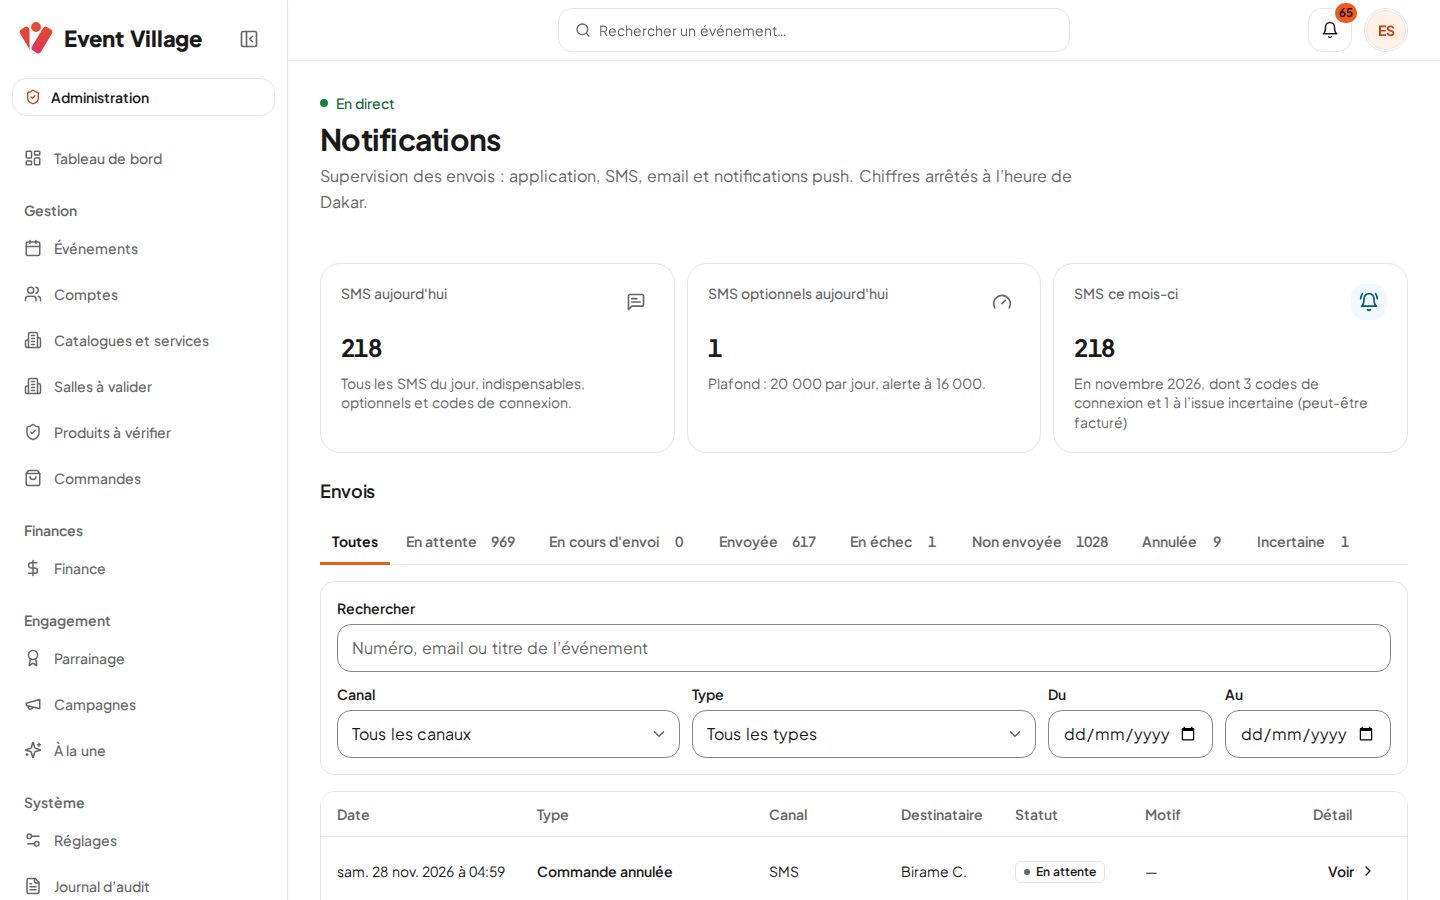 Event Village
Rechercher un événement...
65
ES
Administration
Tableau de bord
Gestion
Événements
Comptes
Catalogues et services
Salles à valider
Produits à vérifier
Commandes
Finances
Finance
Engagement
Parrainage
Campagnes
À la une
Système
Réglages
Journal d’audit
En direct
Notifications
Supervision des envois : application, SMS, email et notifications push. Chiffres arrêtés à l’heure de
Dakar.
SMS aujourd'hui
218
Tous les SMS du jour, indispensables,
optionnels et codes de connexion.
SMS optionnels aujourd'hui
1
Plafond : 20 000 par jour, alerte à 16 000.
SMS ce mois-ci
218
En novembre 2026, dont 3 codes de
connexion et 1 à l’issue incertaine (peut-être
facturé)
Envois
Toutes En attente 969 En cours d'envoi 0 Envoyée 617 En échec 1 Non envoyée 1028 Annulée 9 Incertaine 1
Rechercher
Numéro, email ou titre de l’événement
Canal Type Du Au
Tous les canaux Tous les types dd/mm/yyyy dd/mm/yyyy
Date Type Canal Destinataire Statut Motif Détail
sam. 28 nov. 2026 à 04:59 Commande annulée SMS Birame C. En attente — Voir